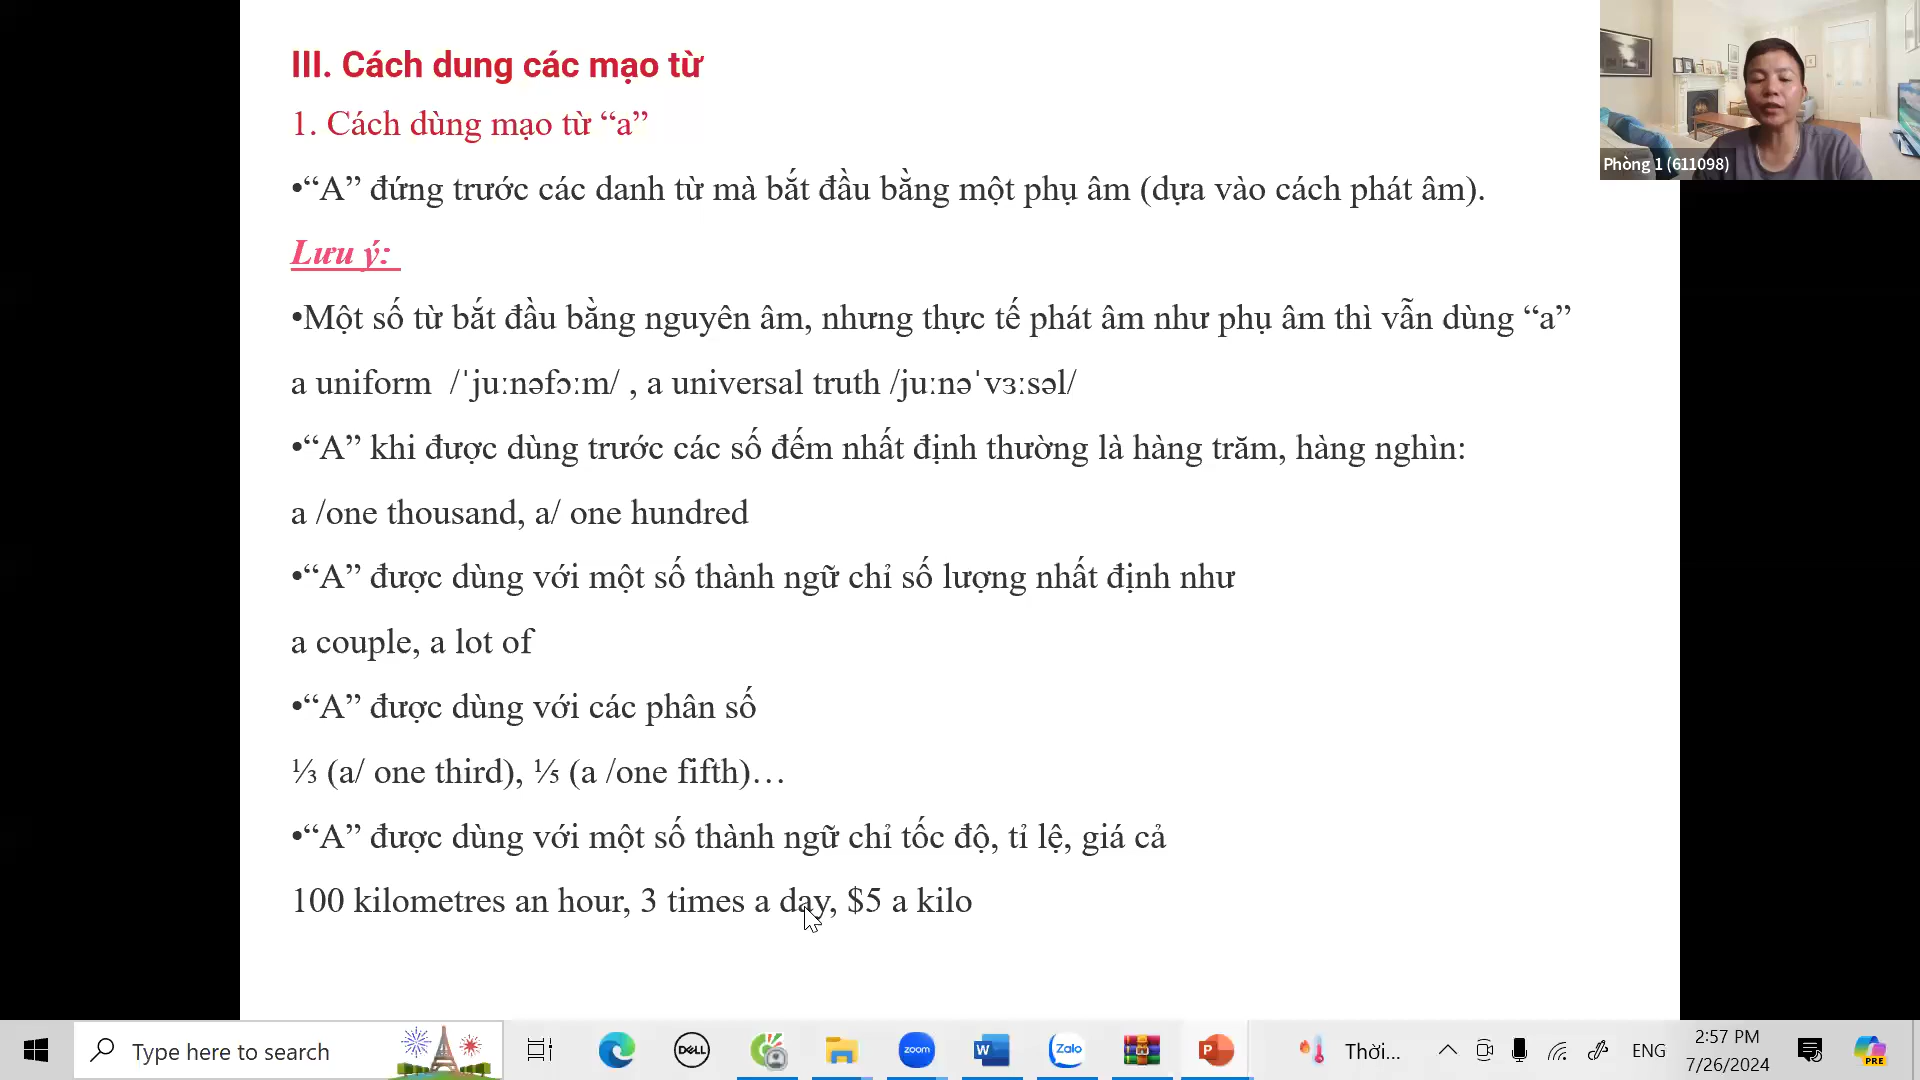 III. Cách dung các mạo từ
1. Cách dùng mạo từ “a”
•“A” đứng trước các danh từ mà bắt đầu bằng một phụ âm (dựa vào cách phát âm).
Lưu ý:
•Một số từ bắt đầu bằng nguyên âm, nhưng thực tế phát âm như phụ âm thì vẫn dùng “a”
a uniform /ˈjuːnəfɔːm/ , a universal truth /juːnəˈvɜːsəl/
•“A” khi được dùng trước các số đếm nhất định thường là hàng trăm, hàng nghìn:
a /one thousand, a/ one hundred
•“A” được dùng với một số thành ngữ chỉ số lượng nhất định như
a couple, a lot of
•“A” được dùng với các phân số
⅓ (a/ one third), ⅕ (a /one fifth)…
•“A” được dùng với một số thành ngữ chỉ tốc độ, tỉ lệ, giá cả
100 kilometres an hour, 3 times a day, $5 a kilo
Phòng 1 (611098)
Type here to search
DELL
zoom
W
Zalo
P
Thời...
ENG
2:57 PM
7/26/2024
PRE